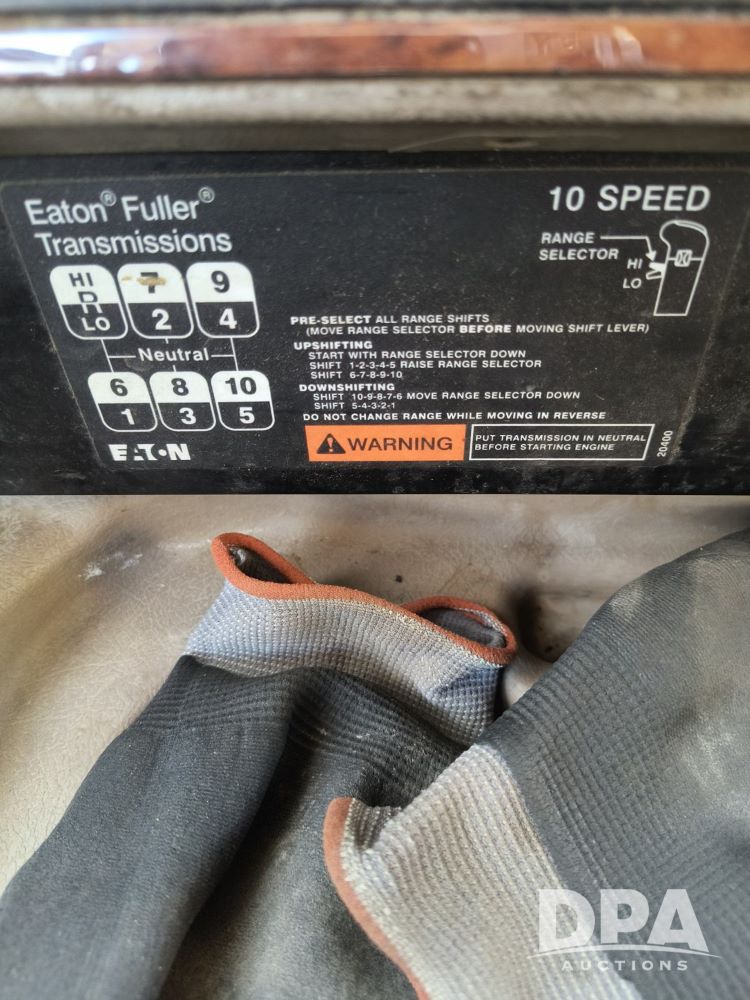 Eaton® Fuller®
Transmissions
10 SPEED
RANGE
SELECTOR
HI
LO
HI 7 9
R
LO 2 4
Neutral
6 8 10
1 3 5
EATON
PRE-SELECT ALL RANGE SHIFTS
(MOVE RANGE SELECTOR BEFORE MOVING SHIFT LEVER)
UPSHIFTING
START WITH RANGE SELECTOR DOWN
SHIFT 1-2-3-4-5 RAISE RANGE SELECTOR
SHIFT 6-7-8-9-10
DOWNSHIFTING
SHIFT 10-9-8-7-6 MOVE RANGE SELECTOR DOWN
SHIFT 5-4-3-2-1
DO NOT CHANGE RANGE WHILE MOVING IN REVERSE
WARNING
PUT TRANSMISSION IN NEUTRAL
BEFORE STARTING ENGINE
20400
DPA
AUCTIONS